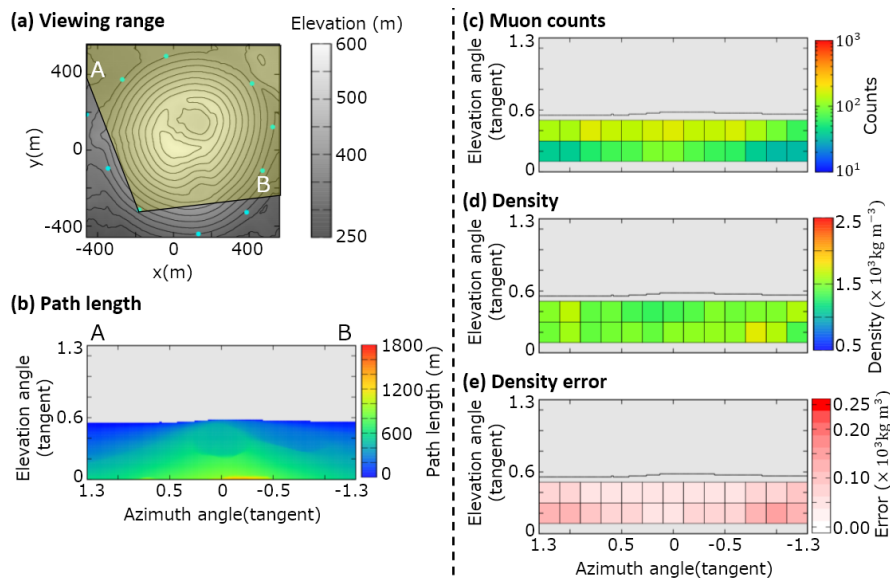 (a) Viewing range
Elevation (m)
600
500
400
250
A
B
400
0
-400
y(m)
-400
0
400
x(m)
(b) Path length
A
B
1.3
0.6
0
Elevation angle
(tangent)
1800
1200
600
0
Path length (m)
1.3
0.5
0
-0.5
-1.3
Azimuth angle(tangent)
(c) Muon counts
1.3
0.6
0
Elevation angle
(tangent)
10³
10²
10¹
Counts
(d) Density
1.3
0.6
0
Elevation angle
(tangent)
2.5
1.5
0.5
Density (× 10³kg m⁻³)
(e) Density error
1.3
0.6
0
Elevation angle
(tangent)
0.25
0.20
0.10
0.00
Error (× 10³kg m⁻³)
1.3
0.5
0
-0.5
-1.3
Azimuth angle(tangent)